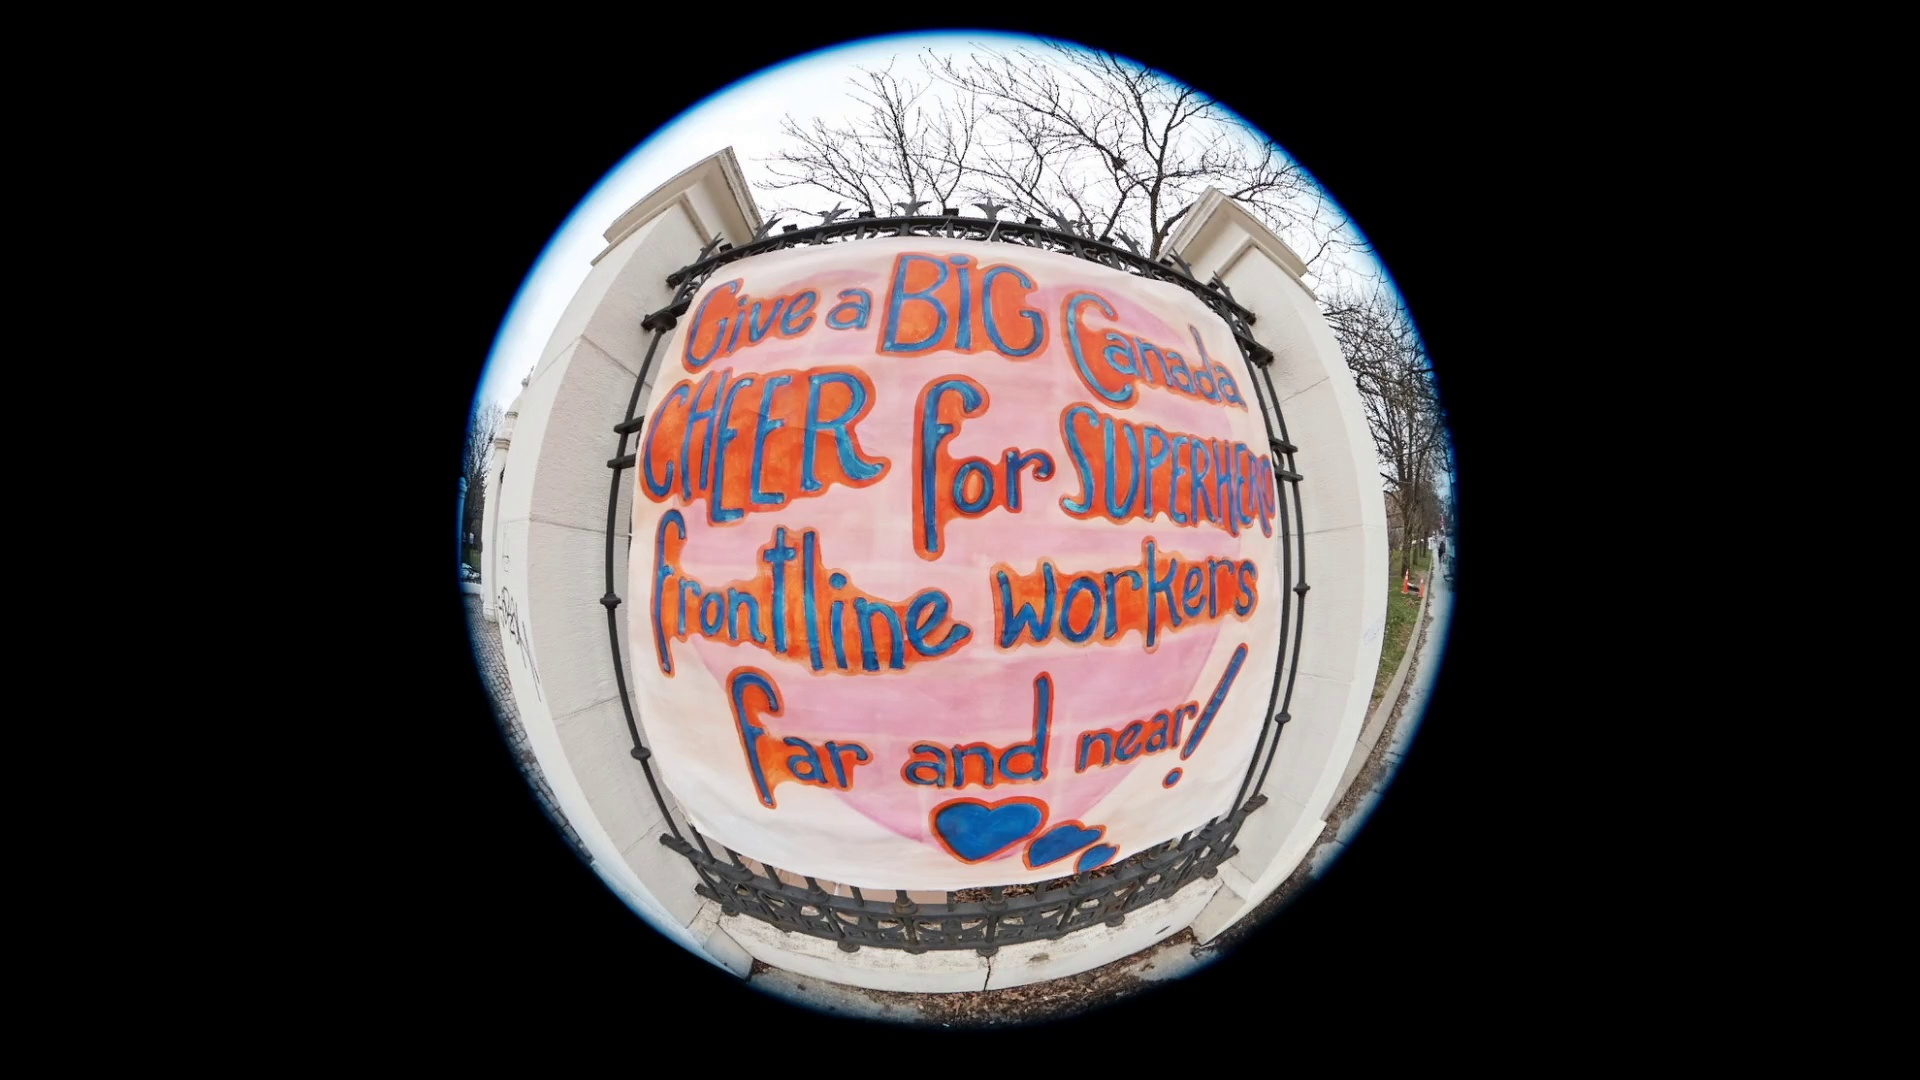 Give a BiG Canada
CHEER for SUPERHERO
frontline workers
far and near!